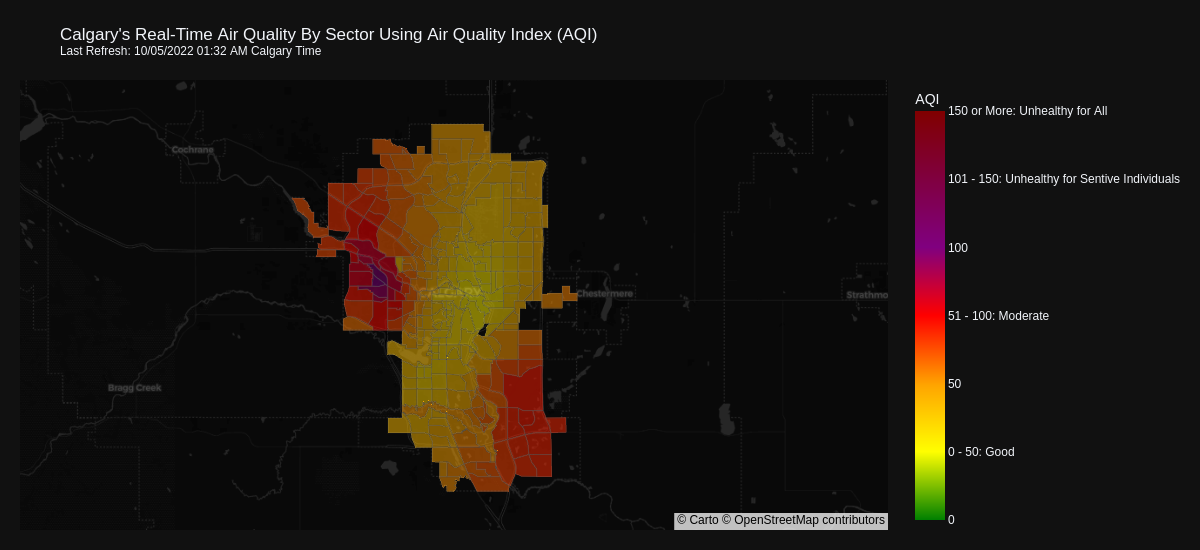 Calgary's Real-Time Air Quality By Sector Using Air Quality Index (AQI)
Last Refresh: 10/05/2022 01:32 AM Calgary Time
AQI
150 or More: Unhealthy for All
Cochrane
101 - 150: Unhealthy for Sentive Individuals
100
CALGARY
Chestermere
Strathmo
51 - 100: Moderate
50
Bragg Creek
0 - 50: Good
0
© Carto © OpenStreetMap contributors